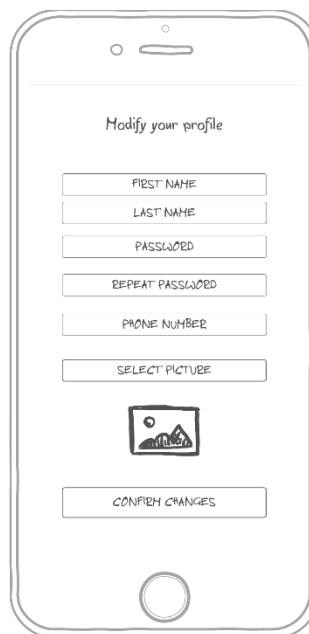 Modify your profile
FIRST NAME
LAST NAME
PASSWORD
REPEAT PASSWORD
PHONE NUMBER
SELECT PICTURE
CONFIRM CHANGES